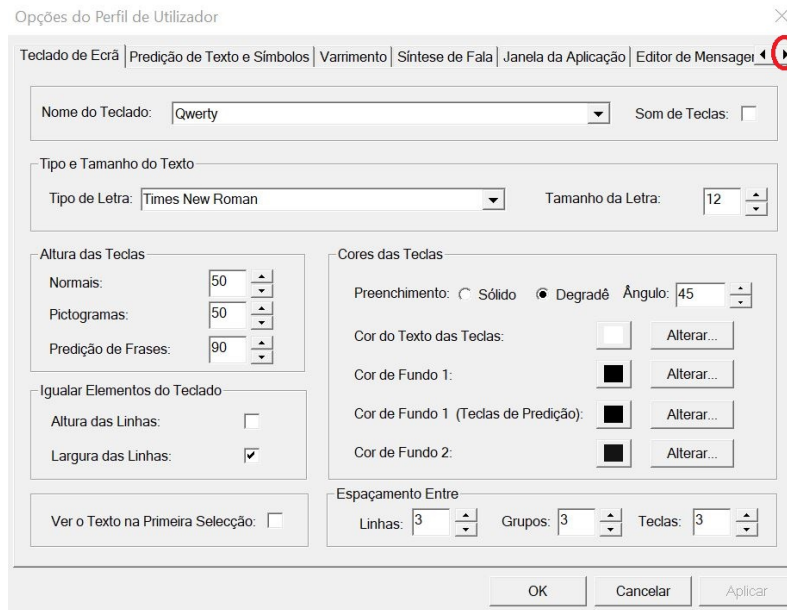 Opções do Perfil de Utilizador
Teclado de Ecrã Predição de Texto e Símbolos Varrimento Síntese de Fala Janela da Aplicação Editor de Mensager
Nome do Teclado: Qwerty Som de Teclas:
Tipo e Tamanho do Texto
Tipo de Letra: Times New Roman Tamanho da Letra: 12
Altura das Teclas
Normais: 50
Pictogramas: 50
Predição de Frases: 90
Cores das Teclas
Preenchimento: Sólido Degradê Ângulo: 45
Cor do Texto das Teclas: Alterar...
Cor de Fundo 1: Alterar...
Cor de Fundo 1 (Teclas de Predição): Alterar...
Cor de Fundo 2: Alterar...
Igualar Elementos do Teclado
Altura das Linhas:
Largura das Linhas:
Ver o Texto na Primeira Selecção:
Espaçamento Entre
Linhas: 3 Grupos: 3 Teclas: 3
OK Cancelar Aplicar